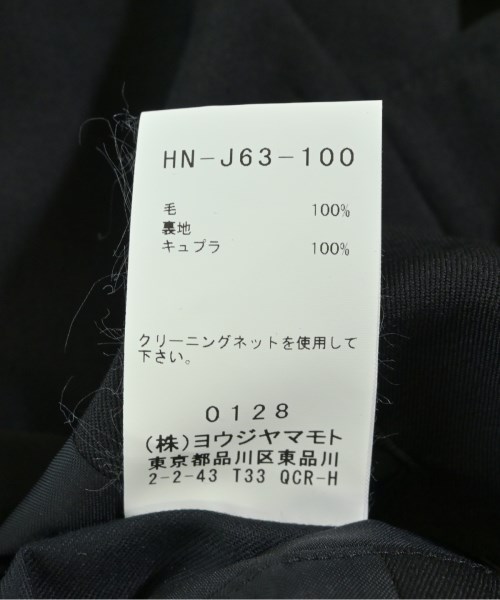 HN-J63-100
毛 100%
裏地
キュプラ 100%
クリーニングネットを使用して
下さい。
0128
(株)ヨウジヤマモト
東京都品川区東品川
2-2-43 T33 QCR-H